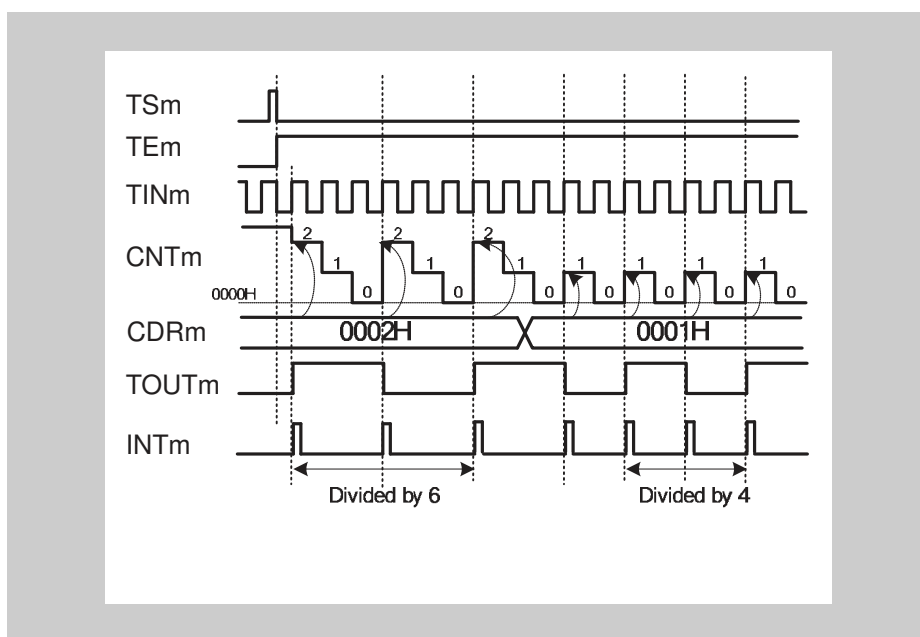 TSm
TEm
TINm
CNTm
2 2 2
1 1 1 1 1 1 1
0 0 0 0 0 0 0
0000H
CDRm
0002H 0001H
TOUTm
INTm
Divided by 6 Divided by 4